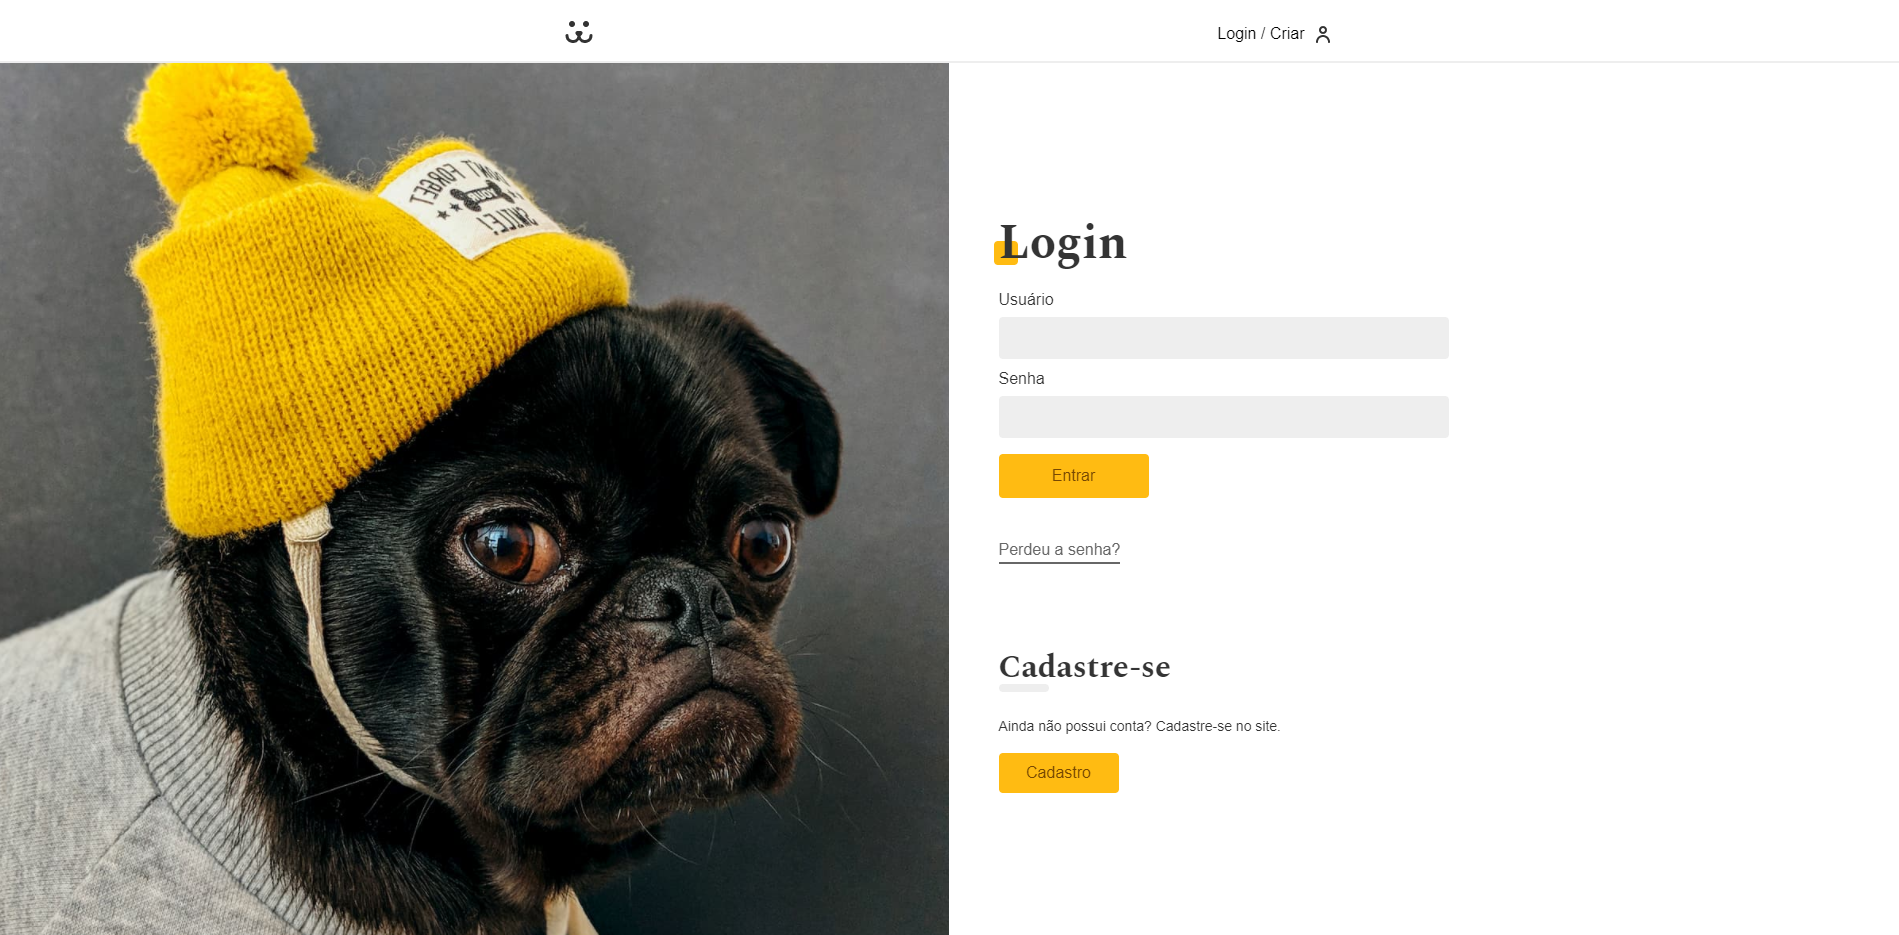 Login / Criar
DON'T FORGET
SMILE!
Login
Usuário
Senha
Entrar
Perdeu a senha?
Cadastre-se
Ainda não possui conta? Cadastre-se no site.
Cadastro